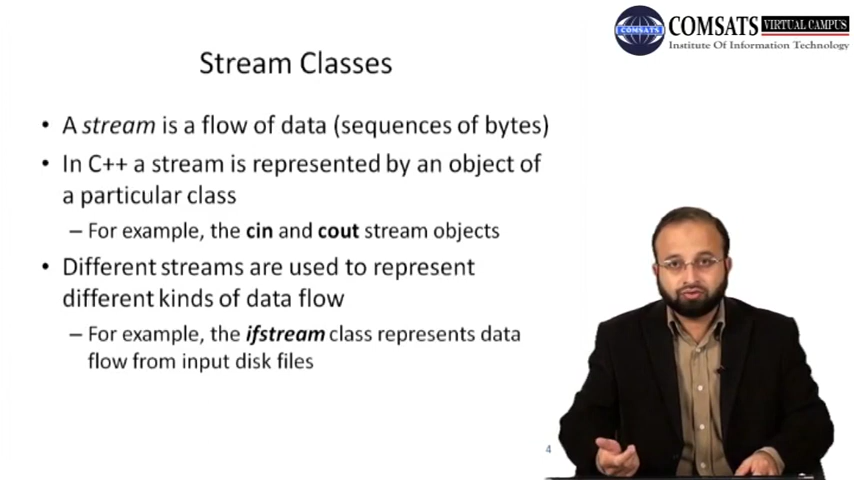 COMSATS VIRTUAL CAMPUS
COMSATS
Institute Of Information Technology
Stream Classes
• A stream is a flow of data (sequences of bytes)
• In C++ a stream is represented by an object of
a particular class
– For example, the cin and cout stream objects
• Different streams are used to represent
different kinds of data flow
– For example, the ifstream class represents data
flow from input disk files
4